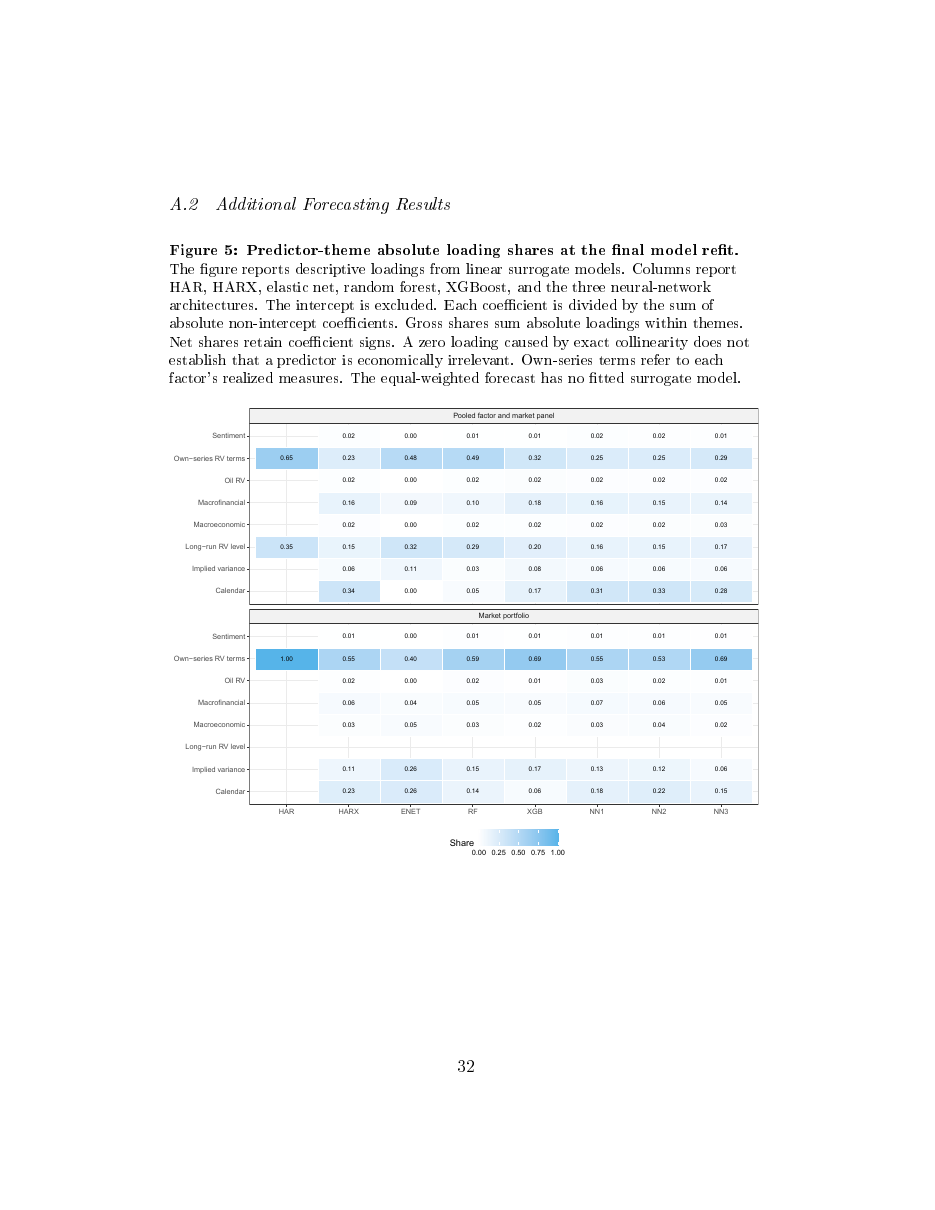 A.2 Additional Forecasting Results
Figure 5: Predictor-theme absolute loading shares at the final model refit.
The figure reports descriptive loadings from linear surrogate models. Columns report
HAR, HARX, elastic net, random forest, XGBoost, and the three neural-network
architectures. The intercept is excluded. Each coefficient is divided by the sum of
absolute non-intercept coefficients. Gross shares sum absolute loadings within themes.
Net shares retain coefficient signs. A zero loading caused by exact collinearity does not
establish that a predictor is economically irrelevant. Own-series terms refer to each
factor's realized measures. The equal-weighted forecast has no fitted surrogate model.
Pooled factor and market panel
Sentiment 0.02 0.00 0.01 0.01 0.02 0.02 0.01
Own−series RV terms 0.65 0.23 0.48 0.49 0.32 0.25 0.25 0.29
Oil RV 0.02 0.00 0.02 0.02 0.02 0.02 0.02
Macrofinancial 0.16 0.09 0.10 0.18 0.16 0.15 0.14
Macroeconomic 0.02 0.00 0.02 0.02 0.02 0.02 0.03
Long−run RV level 0.35 0.15 0.32 0.29 0.20 0.16 0.15 0.17
Implied variance 0.06 0.11 0.03 0.08 0.06 0.06 0.06
Calendar 0.34 0.00 0.05 0.17 0.31 0.33 0.28
Market portfolio
Sentiment 0.01 0.00 0.01 0.01 0.01 0.01 0.01
Own−series RV terms 1.00 0.55 0.40 0.59 0.69 0.55 0.53 0.69
Oil RV 0.02 0.00 0.02 0.01 0.03 0.02 0.01
Macrofinancial 0.06 0.04 0.05 0.05 0.07 0.06 0.05
Macroeconomic 0.03 0.05 0.03 0.02 0.03 0.04 0.02
Long−run RV level
Implied variance 0.11 0.26 0.15 0.17 0.13 0.12 0.06
Calendar 0.23 0.26 0.14 0.06 0.18 0.22 0.15
HAR HARX ENET RF XGB NN1 NN2 NN3
Share
0.00 0.25 0.50 0.75 1.00
32